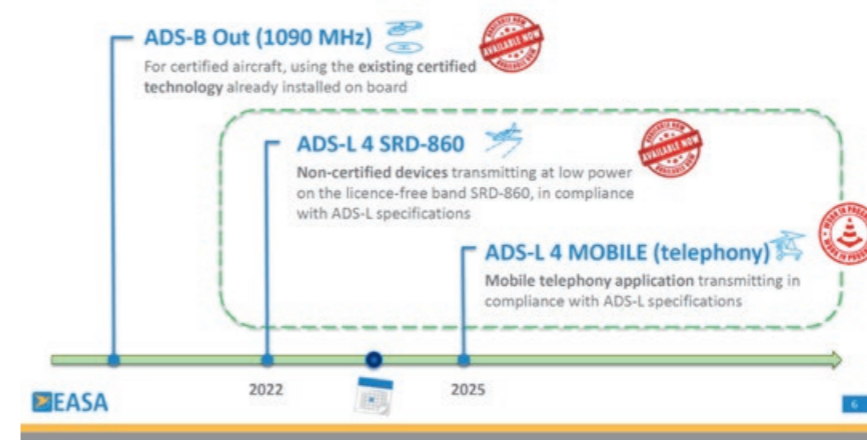 ADS-B Out (1090 MHz)
AVAILABLE NOW
For certified aircraft, using the existing certified
technology already installed on board
ADS-L 4 SRD-860
AVAILABLE NOW
Non-certified devices transmitting at low power
on the licence-free band SRD-860, in compliance
with ADS-L specifications
ADS-L 4 MOBILE (telephony)
Mobile telephony application transmitting in
compliance with ADS-L specifications
2022
2025
EASA
6